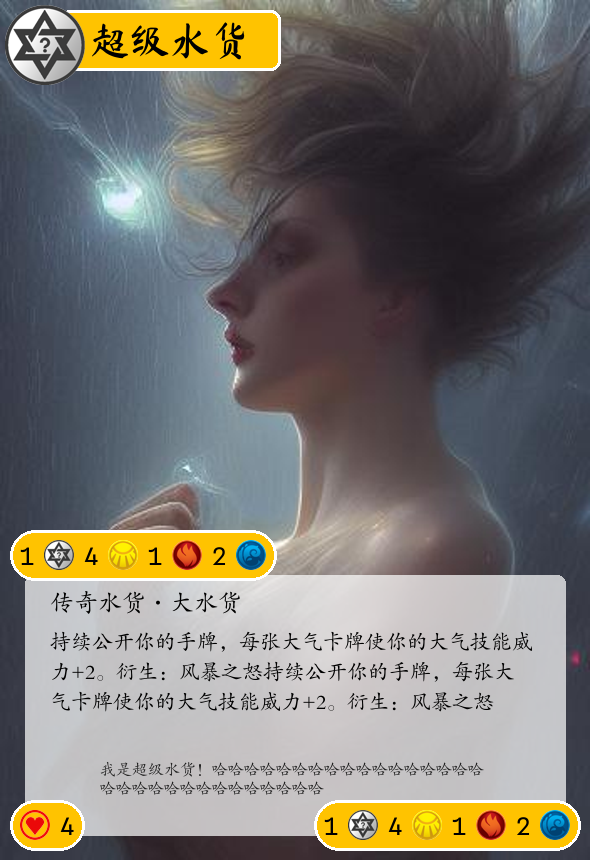 ? 超级水货
1 4 1 2
传奇水货·大水货
持续公开你的手牌，每张大气卡牌使你的大气技能威
力+2。衍生：风暴之怒持续公开你的手牌，每张大
气卡牌使你的大气技能威力+2。衍生：风暴之怒
我是超级水货！哈哈哈哈哈哈哈哈哈哈哈哈哈哈哈哈哈
哈哈哈哈哈哈哈哈哈哈哈哈哈哈
4
1 4 1 2